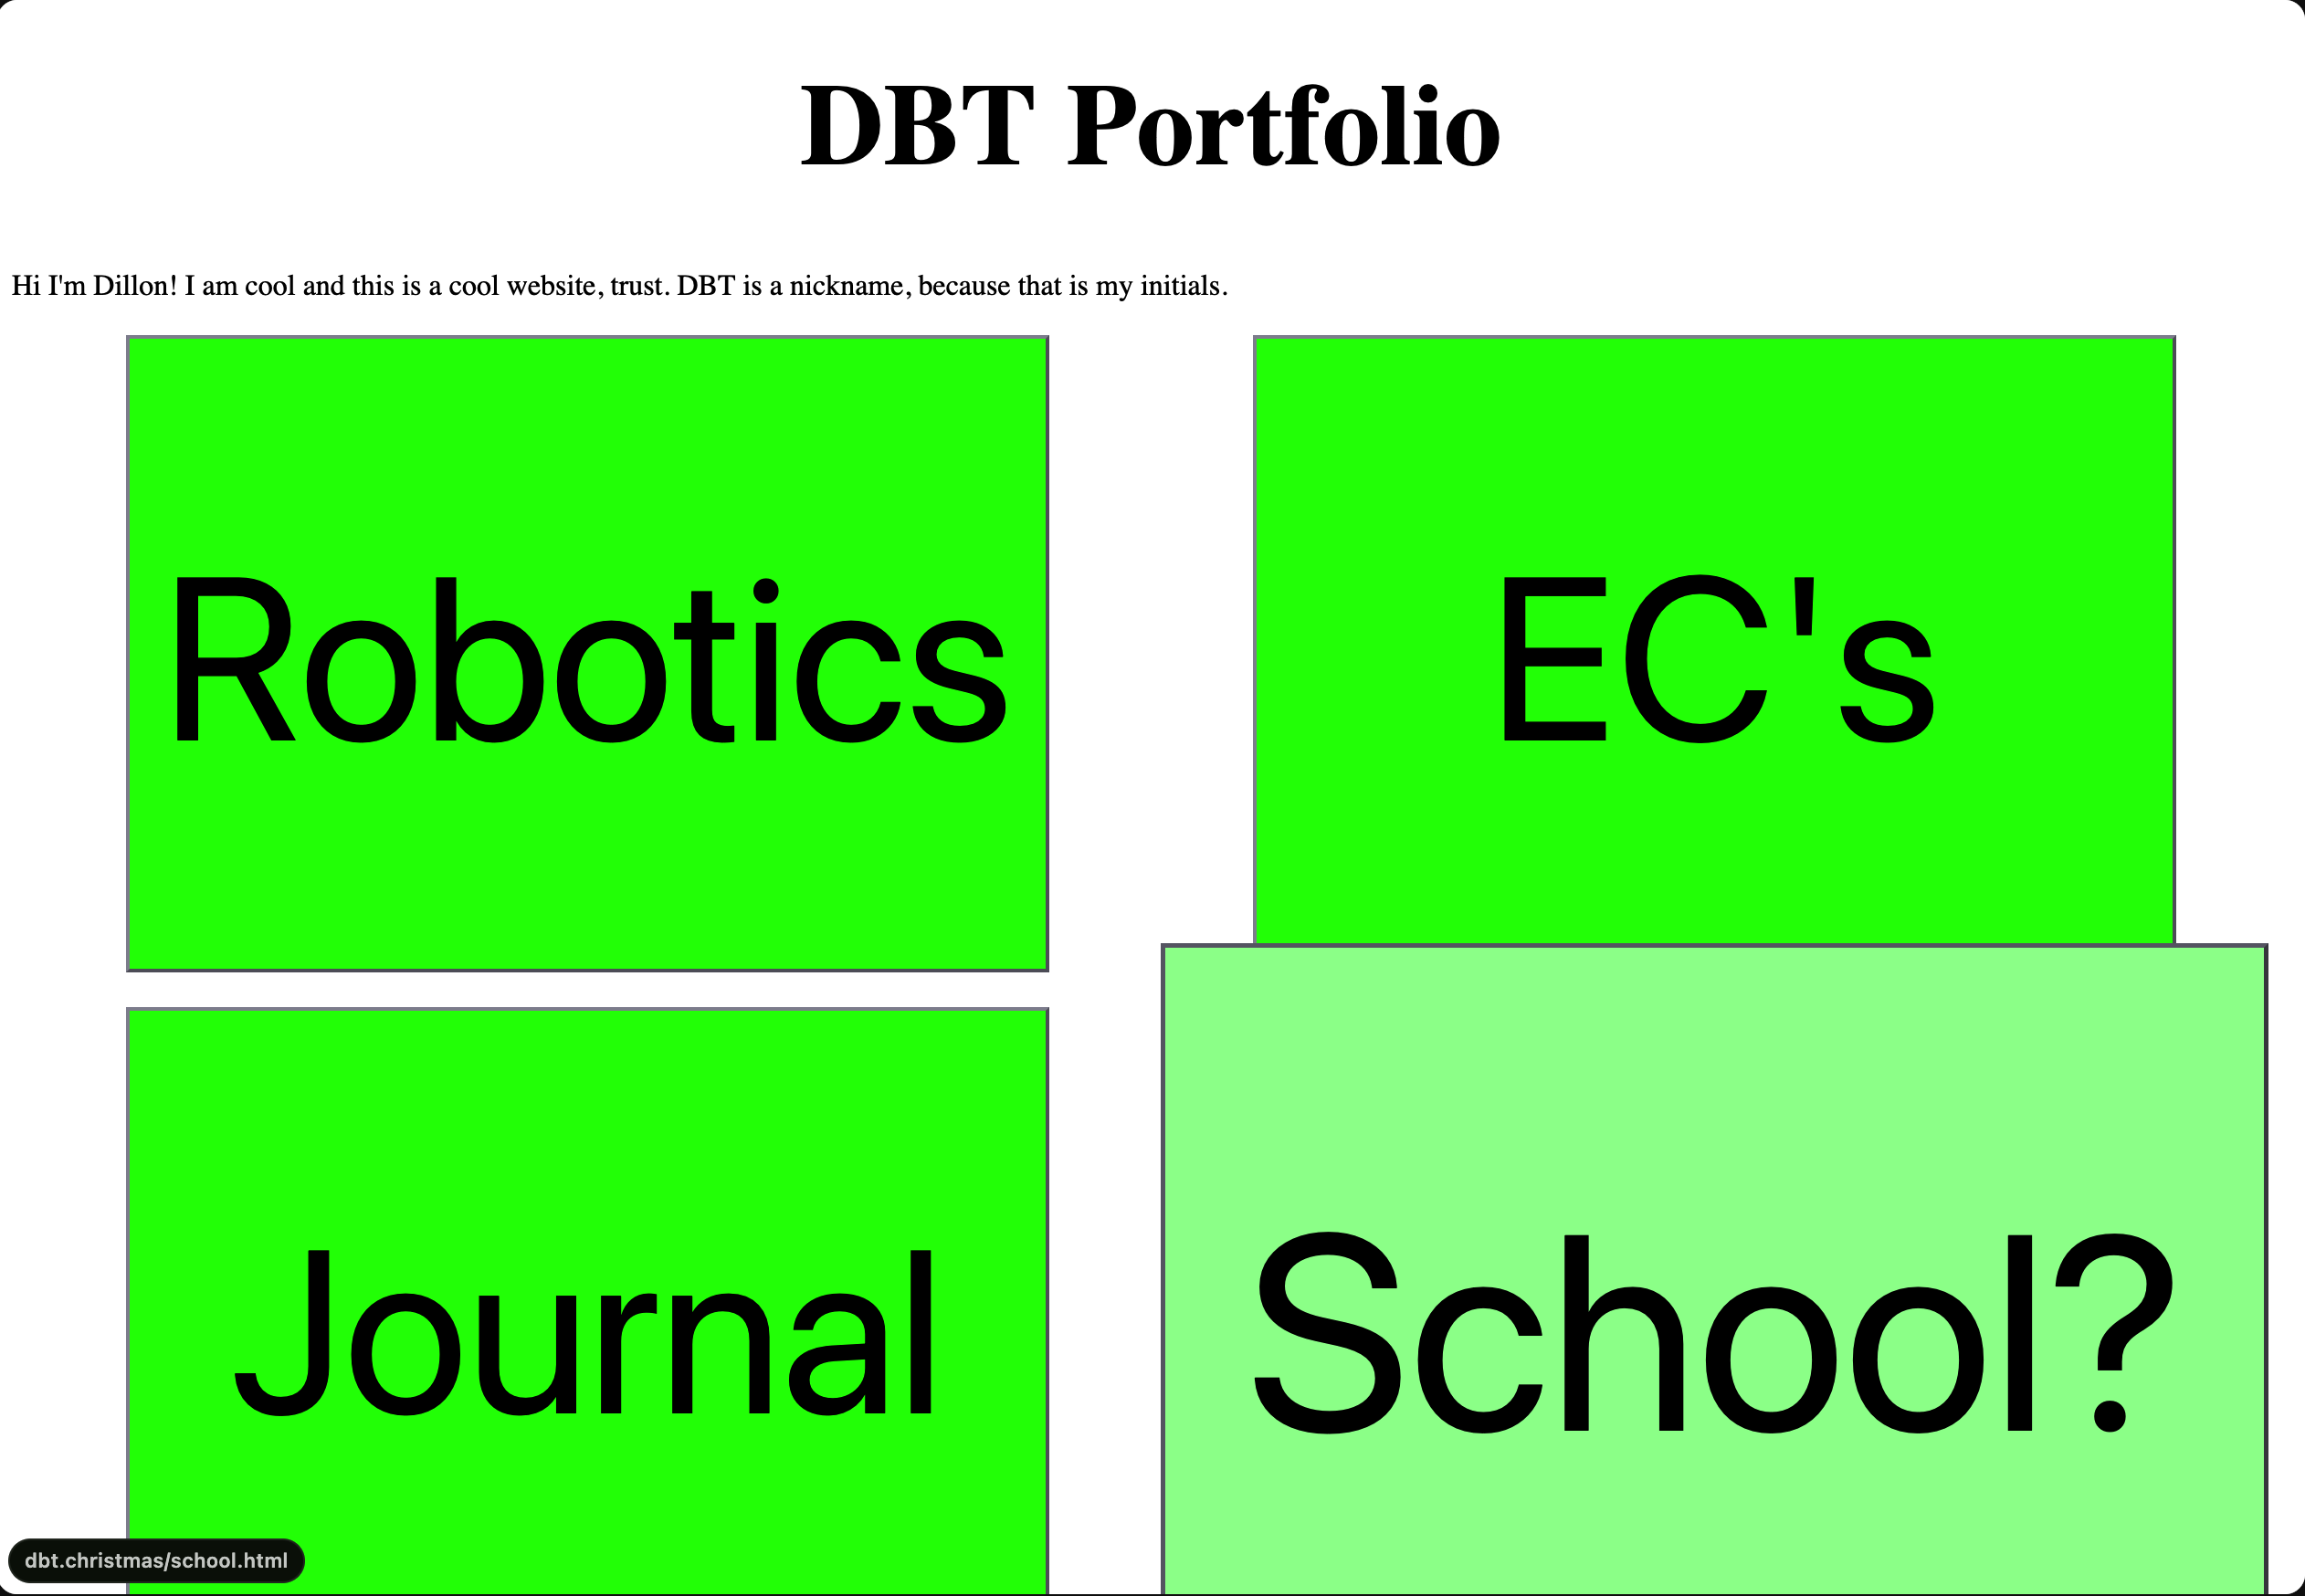 DBT Portfolio
Hi I'm Dillon! I am cool and this is a cool website, trust. DBT is a nickname, because that is my initials.
Robotics
EC's
Journal
School?
dbt.christmas/school.html